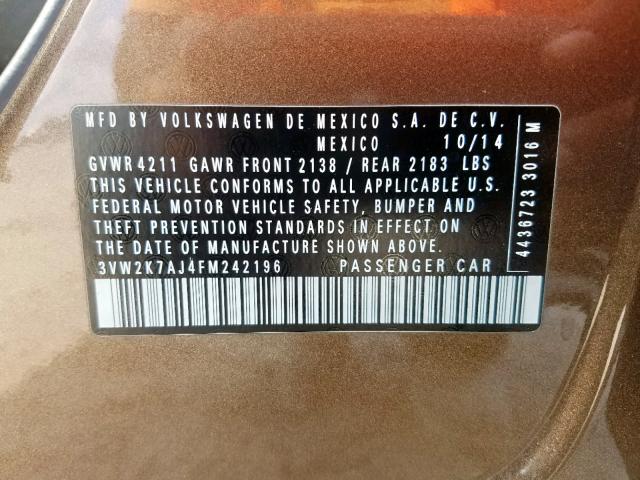 MFD BY VOLKSWAGEN DE MEXICO S.A. DE C.V.
MEXICO 10/14
GVWR 4211 GAWR FRONT 2138 / REAR 2183 LBS
THIS VEHICLE CONFORMS TO ALL APPLICABLE U.S.
FEDERAL MOTOR VEHICLE SAFETY, BUMPER AND
THEFT PREVENTION STANDARDS IN EFFECT ON
THE DATE OF MANUFACTURE SHOWN ABOVE.
3VW2K7AJ4FM242196 PASSENGER CAR
4436723 3016 M